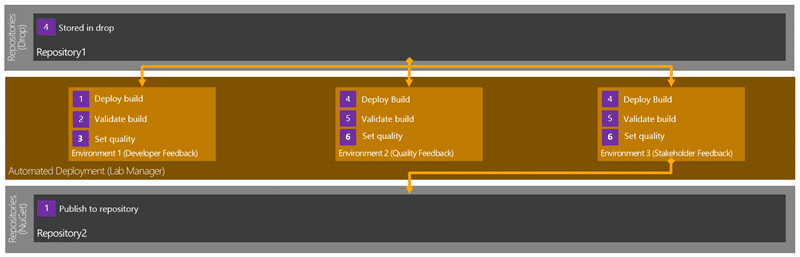 Repositories
(Drop)
4 Stored in drop
Repository1
1 Deploy build
2 Validate build
3 Set quality
Environment 1 (Developer Feedback)
4 Deploy Build
5 Validate build
6 Set quality
Environment 2 (Quality Feedback)
4 Deploy Build
5 Validate build
6 Set quality
Environment 3 (Stakeholder Feedback)
Automated Deployment (Lab Manager)
Repositories
(NuGet)
1 Publish to repository
Repository2